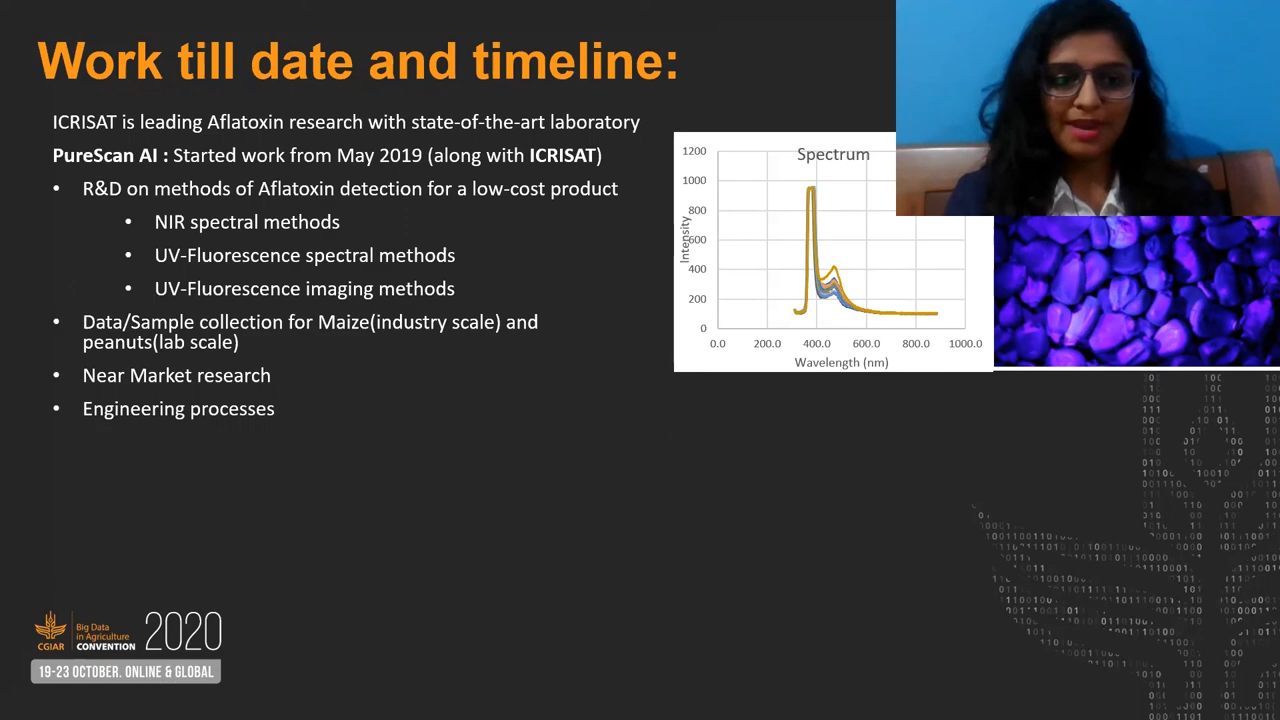 Work till date and timeline:
ICRISAT is leading Aflatoxin research with state-of-the-art laboratory
PureScan AI : Started work from May 2019 (along with ICRISAT)
• R&D on methods of Aflatoxin detection for a low-cost product
• NIR spectral methods
• UV-Fluorescence spectral methods
• UV-Fluorescence imaging methods
• Data/Sample collection for Maize(industry scale) and
peanuts(lab scale)
• Near Market research
• Engineering processes
Spectrum
Intensity
1200
1000
800
600
400
200
0
0.0 200.0 400.0 600.0 800.0 1000.0
Wavelength (nm)
CGIAR
Big Data
in Agriculture
CONVENTION
2020
19-23 OCTOBER. ONLINE & GLOBAL